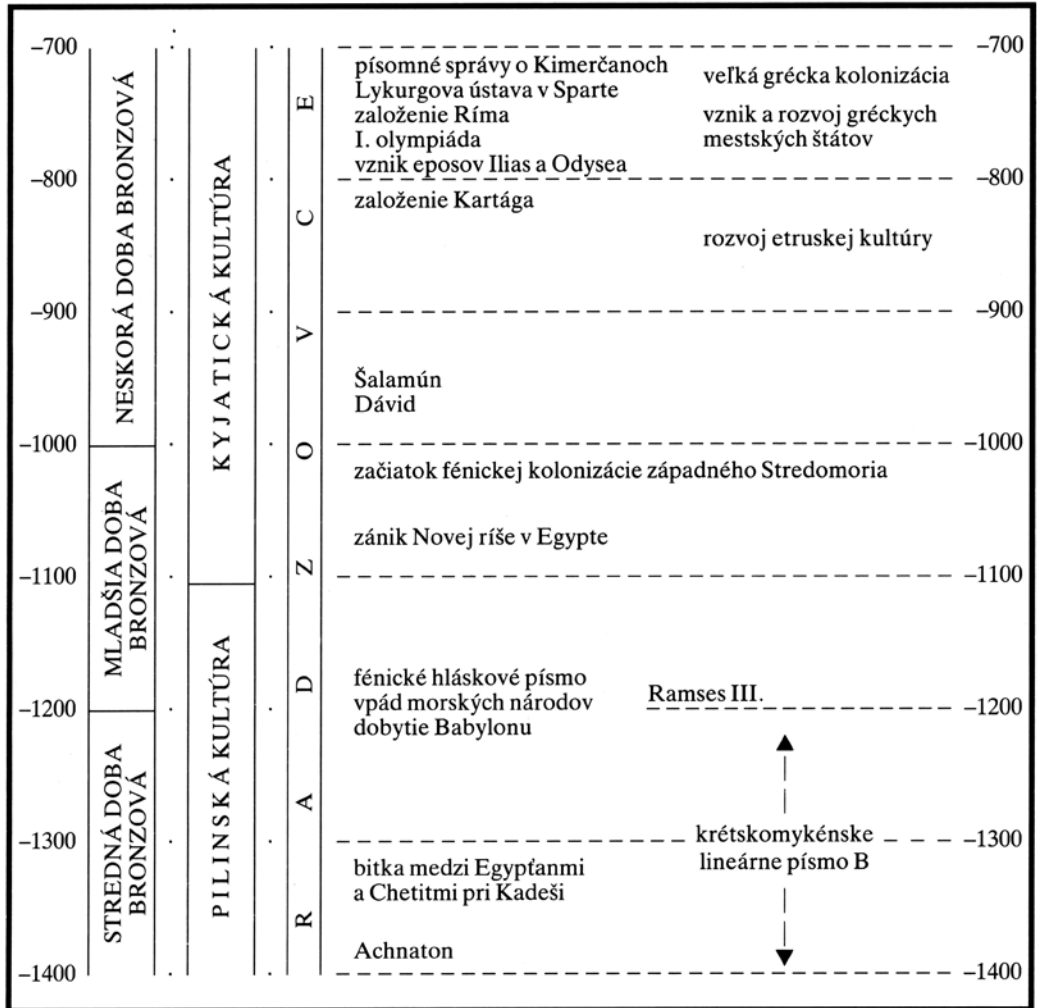 -700
-700
písomné správy o Kimerčanoch
veľká grécka kolonizácia
Lykurgova ústava v Sparte
založenie Ríma
vznik a rozvoj gréckych
mestských štátov
I. olympiáda
vznik eposov Ilias a Odysea
-800
-800
založenie Kartága
rozvoj etruskej kultúry
-900
-900
Šalamún
Dávid
-1000
-1000
začiatok fénickej kolonizácie západného Stredomoria
zánik Novej ríše v Egypte
-1100
-1100
fénické hláskové písmo
vpád morských národov
dobytie Babylonu
Ramses III.
-1200
-1200
krétskomykénske
lineárne písmo B
-1300
-1300
bitka medzi Egypťanmi
a Chetitmi pri Kadeši
Achnaton
-1400
-1400
NESKORÁ DOBA BRONZOVÁ
MLADŠIA DOBA
BRONZOVÁ
STREDNÁ DOBA
BRONZOVÁ
KYJATICKÁ KULTÚRA
PILINSKÁ KULTÚRA
RADZOVCE